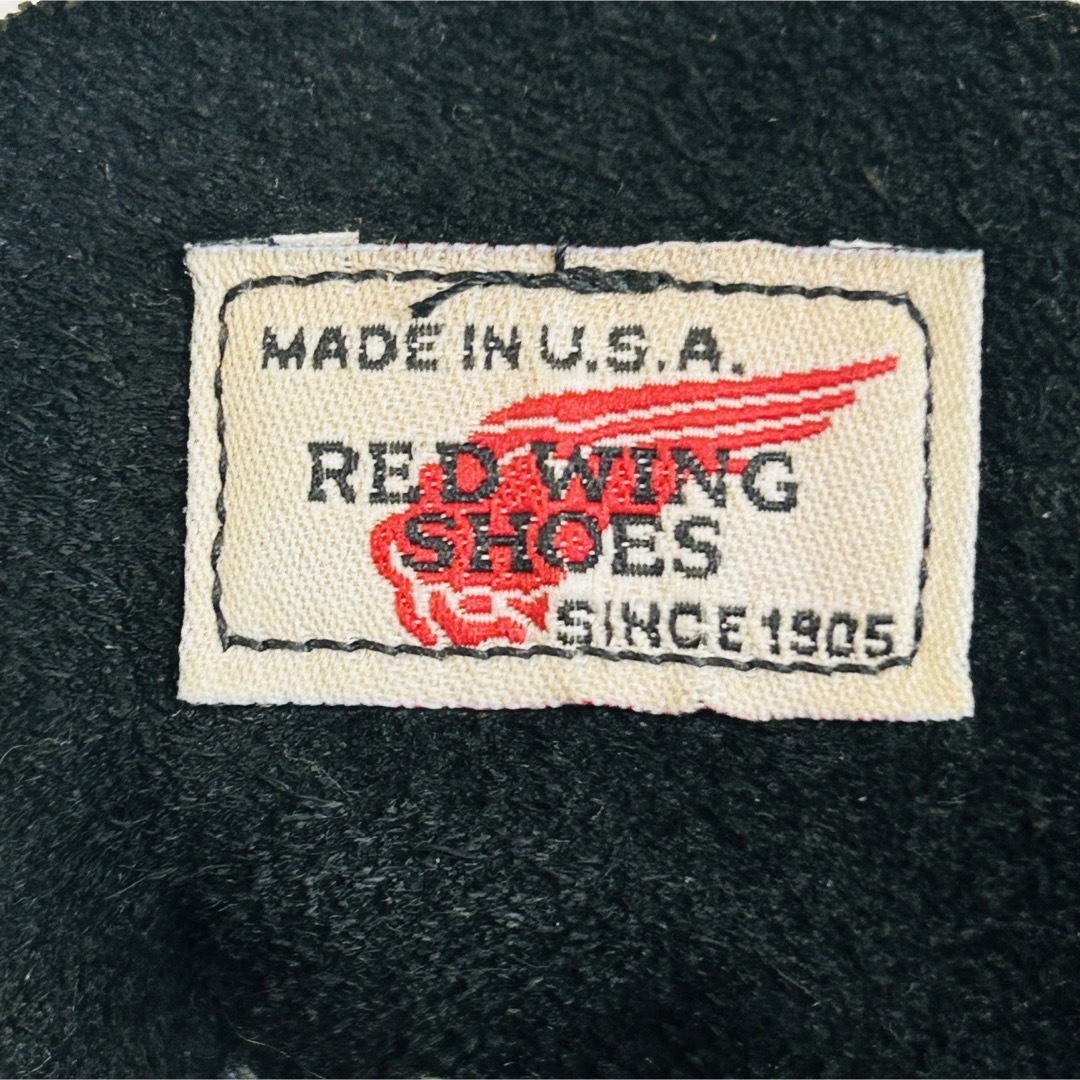 MADE IN U.S.A.
RED WING
SHOES
SINCE 1905